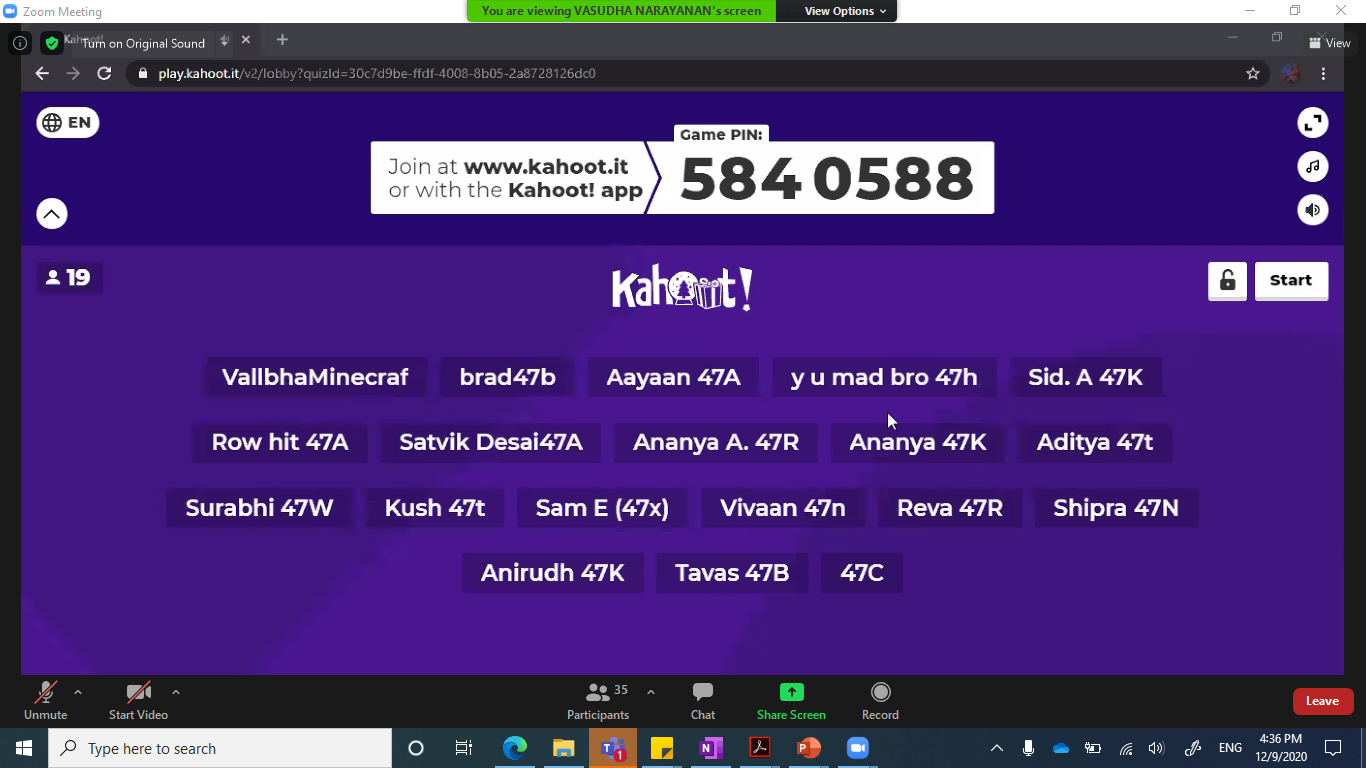 Zoom Meeting
You are viewing VASUDHA NARAYANAN's screen
View Options
Kahoot!
Turn on Original Sound
View
play.kahoot.it/v2/lobby?quizId=30c7d9be-ffdf-4008-8b05-2a8728126dc0
EN
Game PIN:
Join at www.kahoot.it
or with the Kahoot! app
584 0588
19
Kahoot!
Start
VallbhaMinecraf brad47b Aayaan 47A y u mad bro 47h Sid. A 47K
Row hit 47A Satvik Desai47A Ananya A. 47R Ananya 47K Aditya 47t
Surabhi 47W Kush 47t Sam E (47x) Vivaan 47n Reva 47R Shipra 47N
Anirudh 47K Tavas 47B 47C
35
Unmute Start Video Participants Chat Share Screen Record
Leave
Type here to search
1
ENG
4:36 PM
12/9/2020